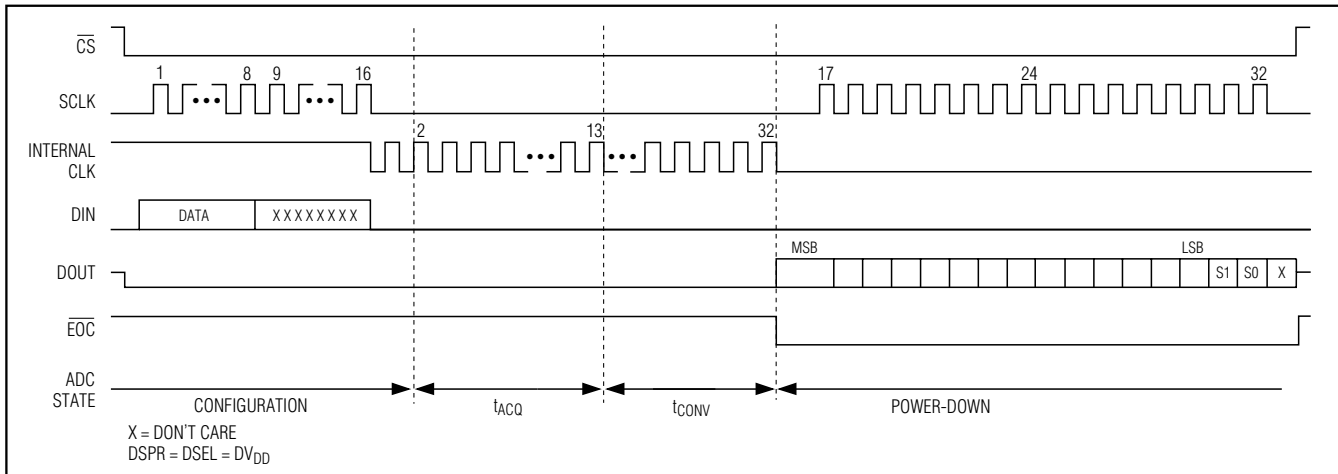 CS
1 8 9 16 17 24 32
SCLK
2 13 32
INTERNAL
CLK
DIN
DATA X X X X X X X X
MSB LSB
DOUT
S1 S0 X
EOC
ADC
STATE
CONFIGURATION tACQ tCONV POWER-DOWN
X = DON'T CARE
DSPR = DSEL = DVDD